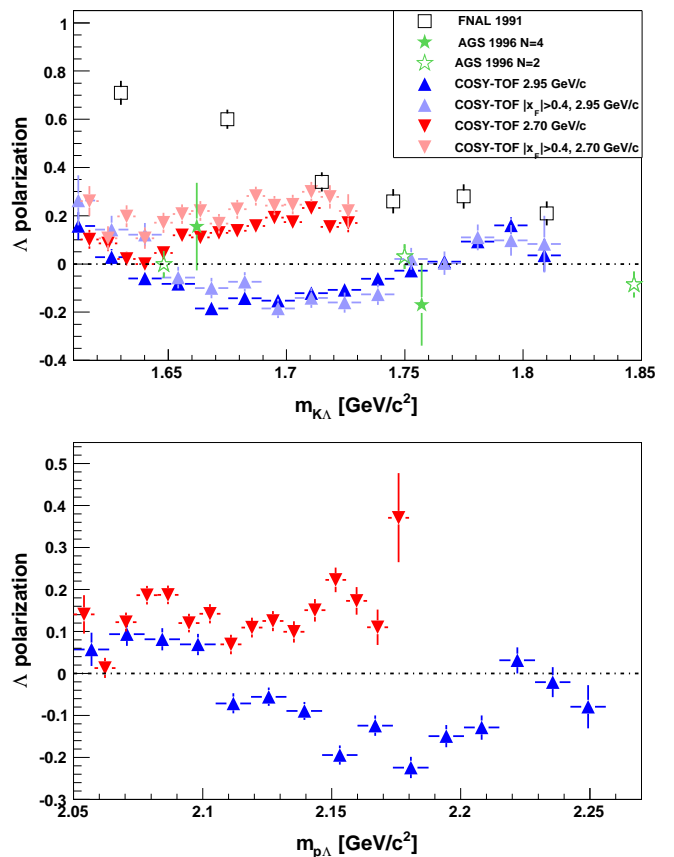 1
0.8
0.6
0.4
0.2
0
-0.2
-0.4
Λ polarization
FNAL 1991
AGS 1996 N=4
AGS 1996 N=2
COSY-TOF 2.95 GeV/c
COSY-TOF |x_F|>0.4, 2.95 GeV/c
COSY-TOF 2.70 GeV/c
COSY-TOF |x_F|>0.4, 2.70 GeV/c
1.65 1.7 1.75 1.8 1.85
m_KΛ [GeV/c²]
0.5
0.4
0.3
0.2
0.1
0
-0.1
-0.2
-0.3
Λ polarization
2.05 2.1 2.15 2.2 2.25
m_pΛ [GeV/c²]